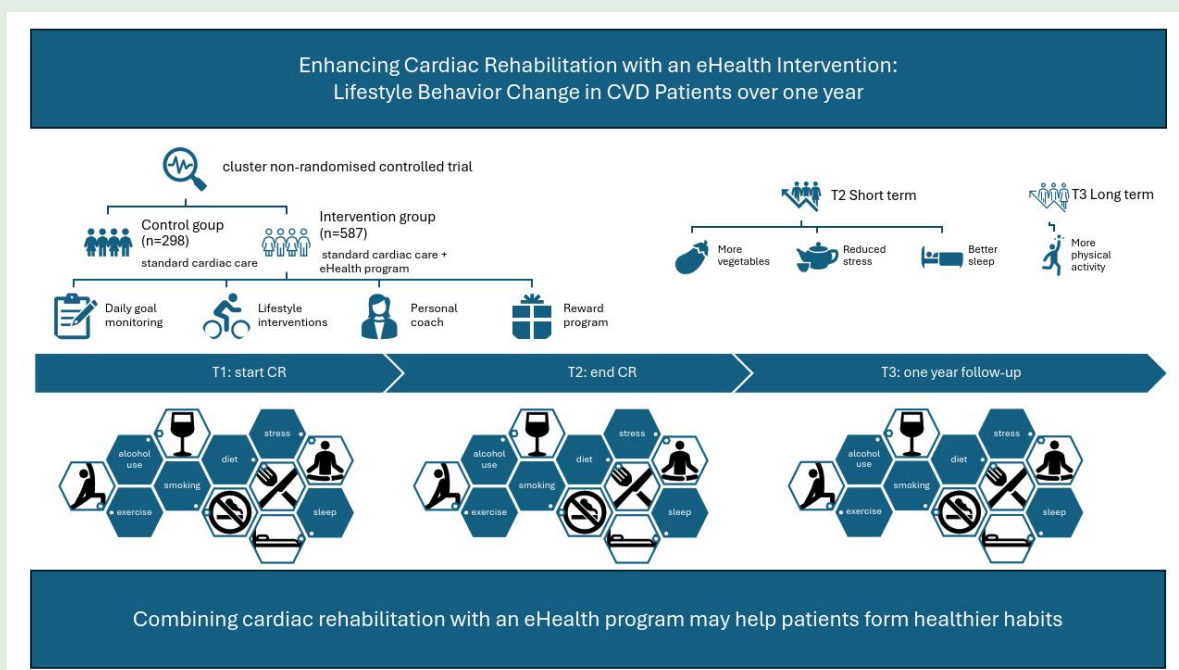 Enhancing Cardiac Rehabilitation with an eHealth Intervention:
Lifestyle Behavior Change in CVD Patients over one year
cluster non-randomised controlled trial
Control goup
(n=298)
standard cardiac care
Intervention group
(n=587)
standard cardiac care +
eHealth program
Daily goal
monitoring
Lifestyle
interventions
Personal
coach
Reward
program
T2 Short term
More
vegetables
Reduced
stress
Better
sleep
T3 Long term
More
physical
activity
T1: start CR
T2: end CR
T3: one year follow-up
stress
alcohol
use
diet
smoking
exercise
sleep
stress
alcohol
use
diet
smoking
exercise
sleep
stress
alcohol
use
diet
smoking
exercise
sleep
Combining cardiac rehabilitation with an eHealth program may help patients form healthier habits